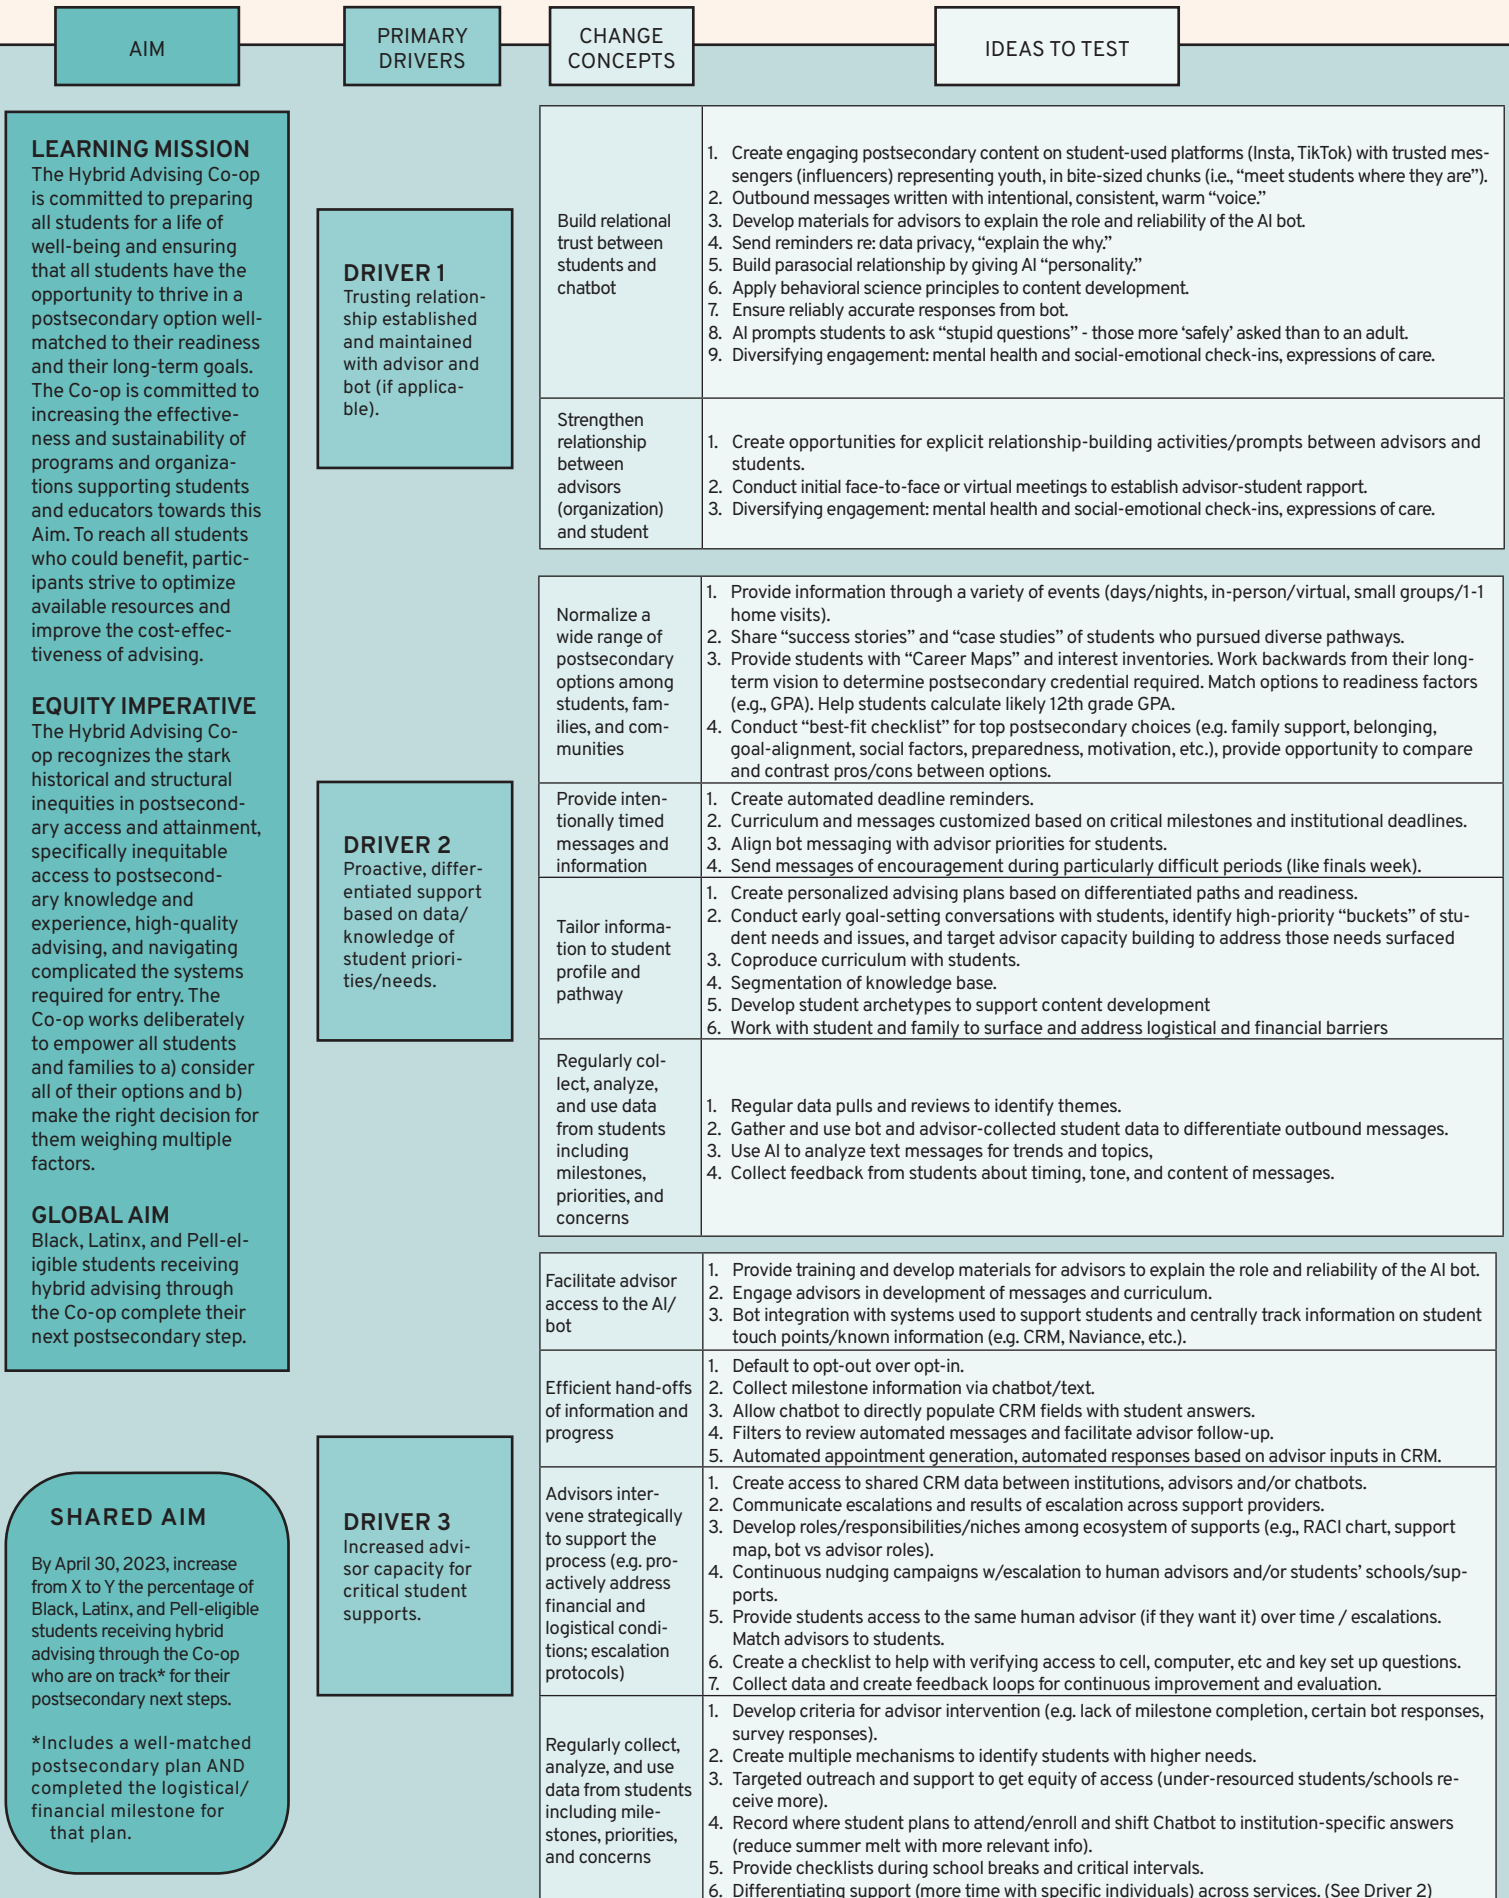 AIM
PRIMARY
DRIVERS
CHANGE
CONCEPTS
IDEAS TO TEST
LEARNING MISSION
The Hybrid Advising Co-op
is committed to preparing
all students for a life of
well-being and ensuring
that all students have the
opportunity to thrive in a
postsecondary option well-
matched to their readiness
and their long-term goals.
The Co-op is committed to
increasing the effective-
ness and sustainability of
programs and organiza-
tions supporting students
and educators towards this
Aim. To reach all students
who could benefit, partic-
ipants strive to optimize
available resources and
improve the cost-effec-
tiveness of advising.
EQUITY IMPERATIVE
The Hybrid Advising Co-
op recognizes the stark
historical and structural
inequities in postsecond-
ary access and attainment,
specifically inequitable
access to postsecond-
ary knowledge and
experience, high-quality
advising, and navigating
complicated the systems
required for entry. The
Co-op works deliberately
to empower all students
and families to a) consider
all of their options and b)
make the right decision for
them weighing multiple
factors.
GLOBAL AIM
Black, Latinx, and Pell-el-
igible students receiving
hybrid advising through
the Co-op complete their
next postsecondary step.
SHARED AIM
By April 30, 2023, increase
from X to Y the percentage of
Black, Latinx, and Pell-eligible
students receiving hybrid
advising through the Co-op
who are on track* for their
postsecondary next steps.
*Includes a well-matched
postsecondary plan AND
completed the logistical/
financial milestone for
that plan.
DRIVER 1
Trusting relation-
ship established
and maintained
with advisor and
bot (if applica-
ble).
Build relational
trust between
students and
chatbot
1. Create engaging postsecondary content on student-used platforms (Insta, TikTok) with trusted mes-
sengers (influencers) representing youth, in bite-sized chunks (i.e., “meet students where they are”).
2. Outbound messages written with intentional, consistent, warm “voice.”
3. Develop materials for advisors to explain the role and reliability of the AI bot.
4. Send reminders re: data privacy, “explain the why.”
5. Build parasocial relationship by giving AI “personality.”
6. Apply behavioral science principles to content development.
7. Ensure reliably accurate responses from bot.
8. AI prompts students to ask “stupid questions” - those more ‘safely’ asked than to an adult.
9. Diversifying engagement: mental health and social-emotional check-ins, expressions of care.
Strengthen
relationship
between
advisors
(organization)
and student
1. Create opportunities for explicit relationship-building activities/prompts between advisors and
students.
2. Conduct initial face-to-face or virtual meetings to establish advisor-student rapport.
3. Diversifying engagement: mental health and social-emotional check-ins, expressions of care.
DRIVER 2
Proactive, differ-
entiated support
based on data/
knowledge of
student priori-
ties/needs.
Normalize a
wide range of
postsecondary
options among
students, fam-
ilies, and com-
munities
1. Provide information through a variety of events (days/nights, in-person/virtual, small groups/1-1
home visits).
2. Share “success stories” and “case studies” of students who pursued diverse pathways.
3. Provide students with “Career Maps” and interest inventories. Work backwards from their long-
term vision to determine postsecondary credential required. Match options to readiness factors
(e.g., GPA). Help students calculate likely 12th grade GPA.
4. Conduct “best-fit checklist” for top postsecondary choices (e.g. family support, belonging,
goal-alignment, social factors, preparedness, motivation, etc.), provide opportunity to compare
and contrast pros/cons between options.
Provide inten-
tionally timed
messages and
information
1. Create automated deadline reminders.
2. Curriculum and messages customized based on critical milestones and institutional deadlines.
3. Align bot messaging with advisor priorities for students.
4. Send messages of encouragement during particularly difficult periods (like finals week).
Tailor informa-
tion to student
profile and
pathway
1. Create personalized advising plans based on differentiated paths and readiness.
2. Conduct early goal-setting conversations with students, identify high-priority “buckets” of stu-
dent needs and issues, and target advisor capacity building to address those needs surfaced
3. Coproduce curriculum with students.
4. Segmentation of knowledge base.
5. Develop student archetypes to support content development
6. Work with student and family to surface and address logistical and financial barriers
Regularly col-
lect, analyze,
and use data
from students
including
milestones,
priorities, and
concerns
1. Regular data pulls and reviews to identify themes.
2. Gather and use bot and advisor-collected student data to differentiate outbound messages.
3. Use AI to analyze text messages for trends and topics,
4. Collect feedback from students about timing, tone, and content of messages.
DRIVER 3
Increased advi-
sor capacity for
critical student
supports.
Facilitate advisor
access to the AI/
bot
1. Provide training and develop materials for advisors to explain the role and reliability of the AI bot.
2. Engage advisors in development of messages and curriculum.
3. Bot integration with systems used to support students and centrally track information on student
touch points/known information (e.g. CRM, Naviance, etc.).
Efficient hand-offs
of information and
progress
1. Default to opt-out over opt-in.
2. Collect milestone information via chatbot/text.
3. Allow chatbot to directly populate CRM fields with student answers.
4. Filters to review automated messages and facilitate advisor follow-up.
5. Automated appointment generation, automated responses based on advisor inputs in CRM.
Advisors inter-
vene strategically
to support the
process (e.g. pro-
actively address
financial and
logistical condi-
tions; escalation
protocols)
1. Create access to shared CRM data between institutions, advisors and/or chatbots.
2. Communicate escalations and results of escalation across support providers.
3. Develop roles/responsibilities/niches among ecosystem of supports (e.g., RACI chart, support
map, bot vs advisor roles).
4. Continuous nudging campaigns w/escalation to human advisors and/or students’ schools/sup-
ports.
5. Provide students access to the same human advisor (if they want it) over time / escalations.
Match advisors to students.
6. Create a checklist to help with verifying access to cell, computer, etc and key set up questions.
7. Collect data and create feedback loops for continuous improvement and evaluation.
Regularly collect,
analyze, and use
data from students
including mile-
stones, priorities,
and concerns
1. Develop criteria for advisor intervention (e.g. lack of milestone completion, certain bot responses,
survey responses).
2. Create multiple mechanisms to identify students with higher needs.
3. Targeted outreach and support to get equity of access (under-resourced students/schools re-
ceive more).
4. Record where student plans to attend/enroll and shift Chatbot to institution-specific answers
(reduce summer melt with more relevant info).
5. Provide checklists during school breaks and critical intervals.
6. Differentiating support (more time with specific individuals) across services. (See Driver 2)